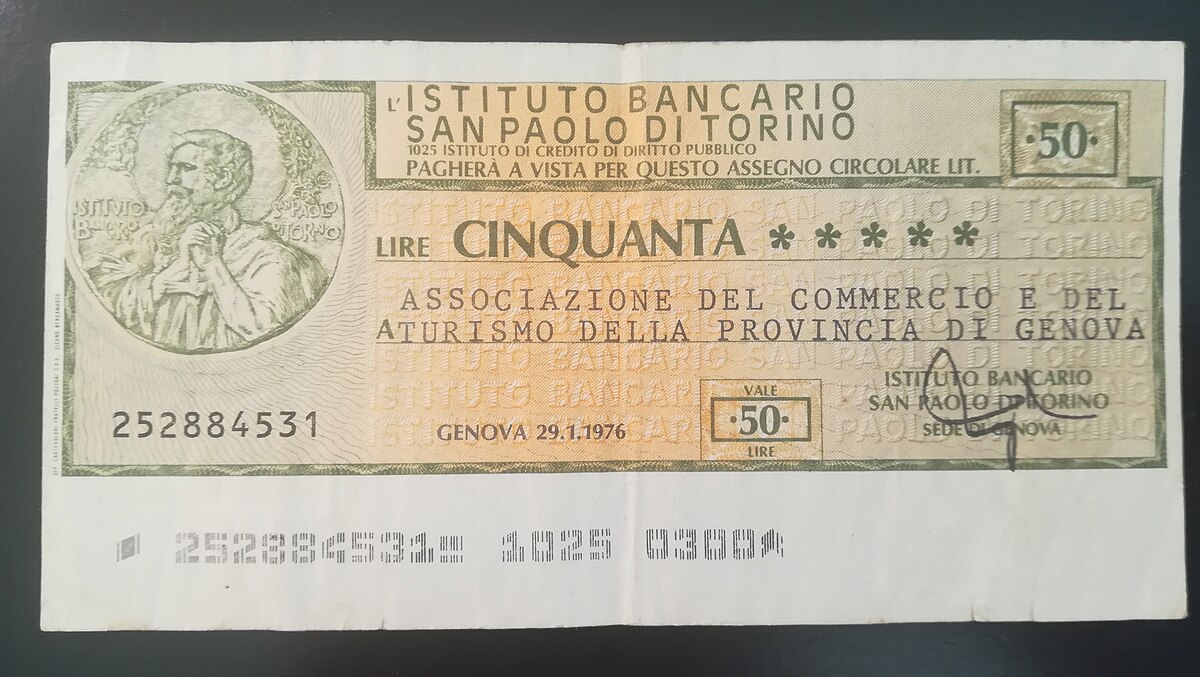 L'ISTITUTO BANCARIO
SAN PAOLO DI TORINO
1025 ISTITUTO DI CREDITO DI DIRITTO PUBBLICO
PAGHERÀ A VISTA PER QUESTO ASSEGNO CIRCOLARE LIT.
·50·
LIRE CINQUANTA * * * * *
ASSOCIAZIONE DEL COMMERCIO E DEL
A TURISMO DELLA PROVINCIA DI GENOVA
ISTITUTO BANCARIO
SAN PAOLO DI TORINO
SEDE DI GENOVA
VALE
·50·
LIRE
GENOVA 29.1.1976
252884531
252884531 1025 0300